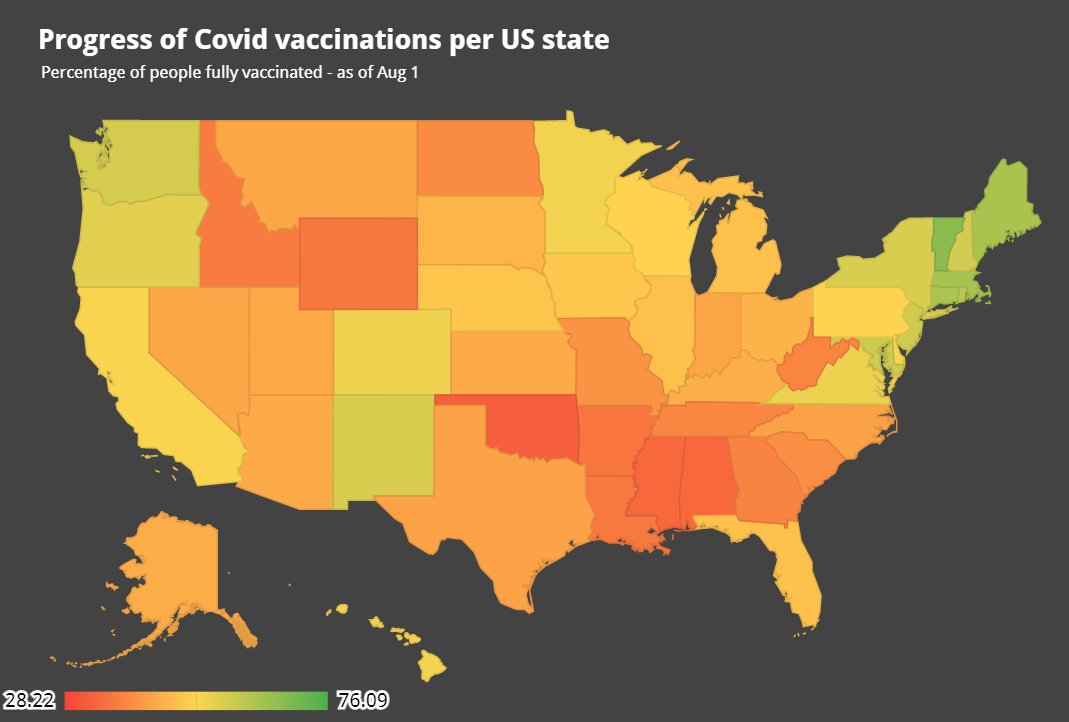 Progress of Covid vaccinations per US state
Percentage of people fully vaccinated - as of Aug 1
28.22 76.09